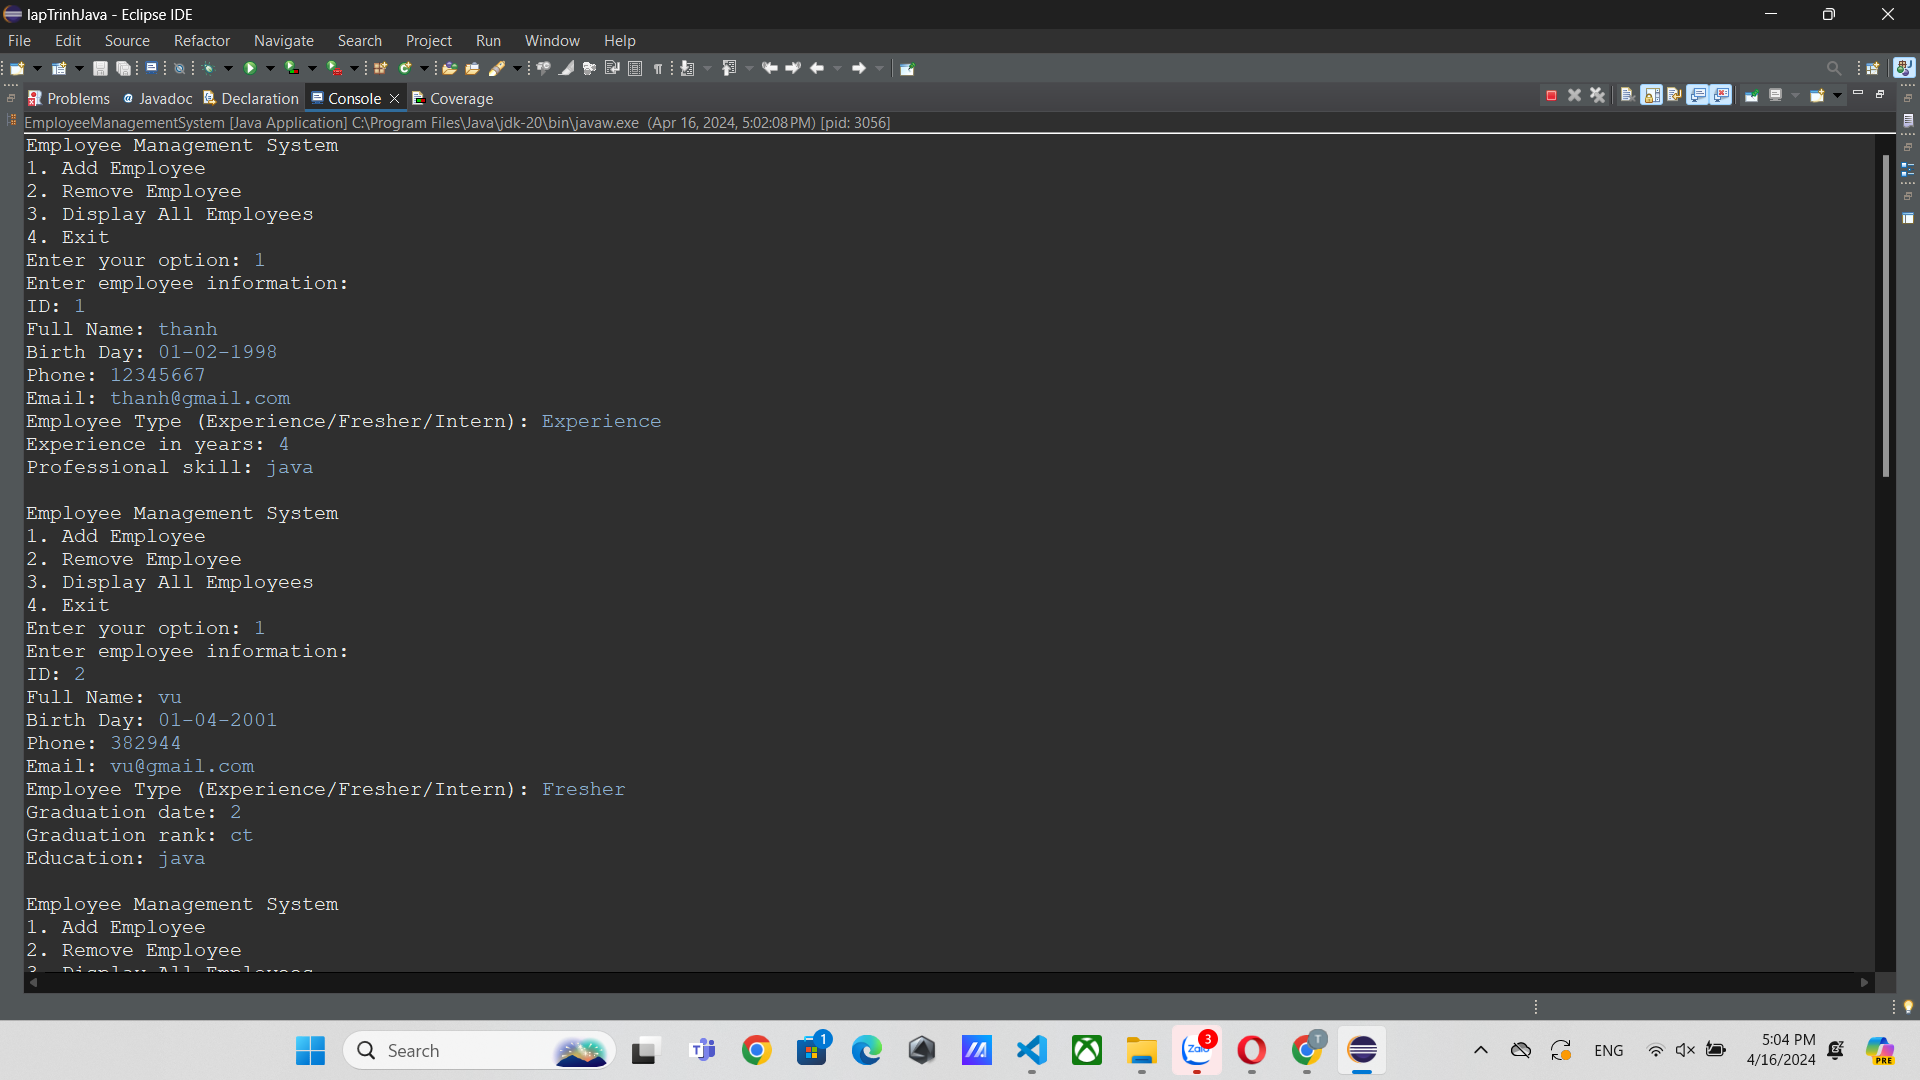 lapTrinhJava - Eclipse IDE
File Edit Source Refactor Navigate Search Project Run Window Help
Problems Javadoc Declaration Console Coverage
EmployeeManagementSystem [Java Application] C:\Program Files\Java\jdk-20\bin\javaw.exe (Apr 16, 2024, 5:02:08 PM) [pid: 3056]
Employee Management System
1. Add Employee
2. Remove Employee
3. Display All Employees
4. Exit
Enter your option: 1
Enter employee information:
ID: 1
Full Name: thanh
Birth Day: 01-02-1998
Phone: 12345667
Email: thanh@gmail.com
Employee Type (Experience/Fresher/Intern): Experience
Experience in years: 4
Professional skill: java
Employee Management System
1. Add Employee
2. Remove Employee
3. Display All Employees
4. Exit
Enter your option: 1
Enter employee information:
ID: 2
Full Name: vu
Birth Day: 01-04-2001
Phone: 382944
Email: vu@gmail.com
Employee Type (Experience/Fresher/Intern): Fresher
Graduation date: 2
Graduation rank: ct
Education: java
Employee Management System
1. Add Employee
2. Remove Employee
3. Display All Employees
Search
1
Zalo
3
T
ENG
5:04 PM
4/16/2024
PRE